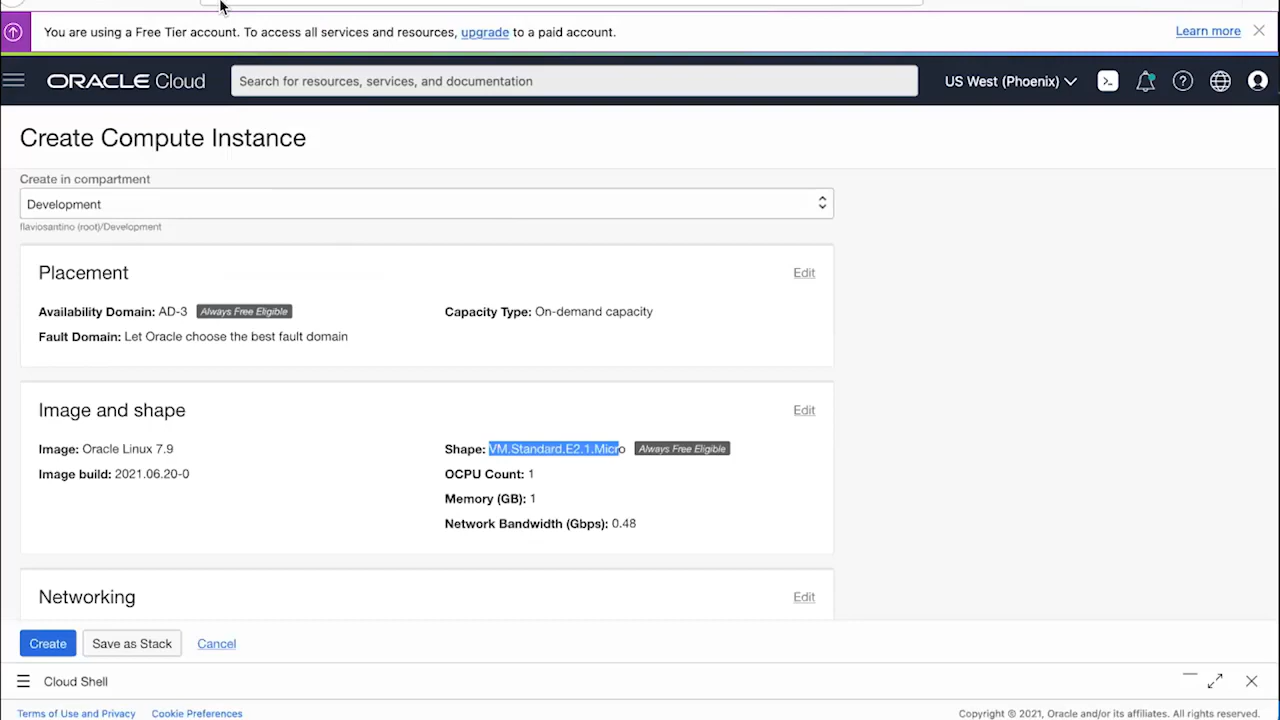 You are using a Free Tier account. To access all services and resources, upgrade to a paid account.
Learn more
ORACLE Cloud
Search for resources, services, and documentation
US West (Phoenix)
Create Compute Instance
Create in compartment
Development
flaviosantino (root)/Development
Placement
Edit
Availability Domain: AD-3 Always Free Eligible
Capacity Type: On-demand capacity
Fault Domain: Let Oracle choose the best fault domain
Image and shape
Edit
Image: Oracle Linux 7.9
Shape: VM.Standard.E2.1.Micro Always Free Eligible
Image build: 2021.06.20-0
OCPU Count: 1
Memory (GB): 1
Network Bandwidth (Gbps): 0.48
Networking
Edit
Create
Save as Stack
Cancel
Cloud Shell
Terms of Use and Privacy
Cookie Preferences
Copyright © 2021, Oracle and/or its affiliates. All rights reserved.